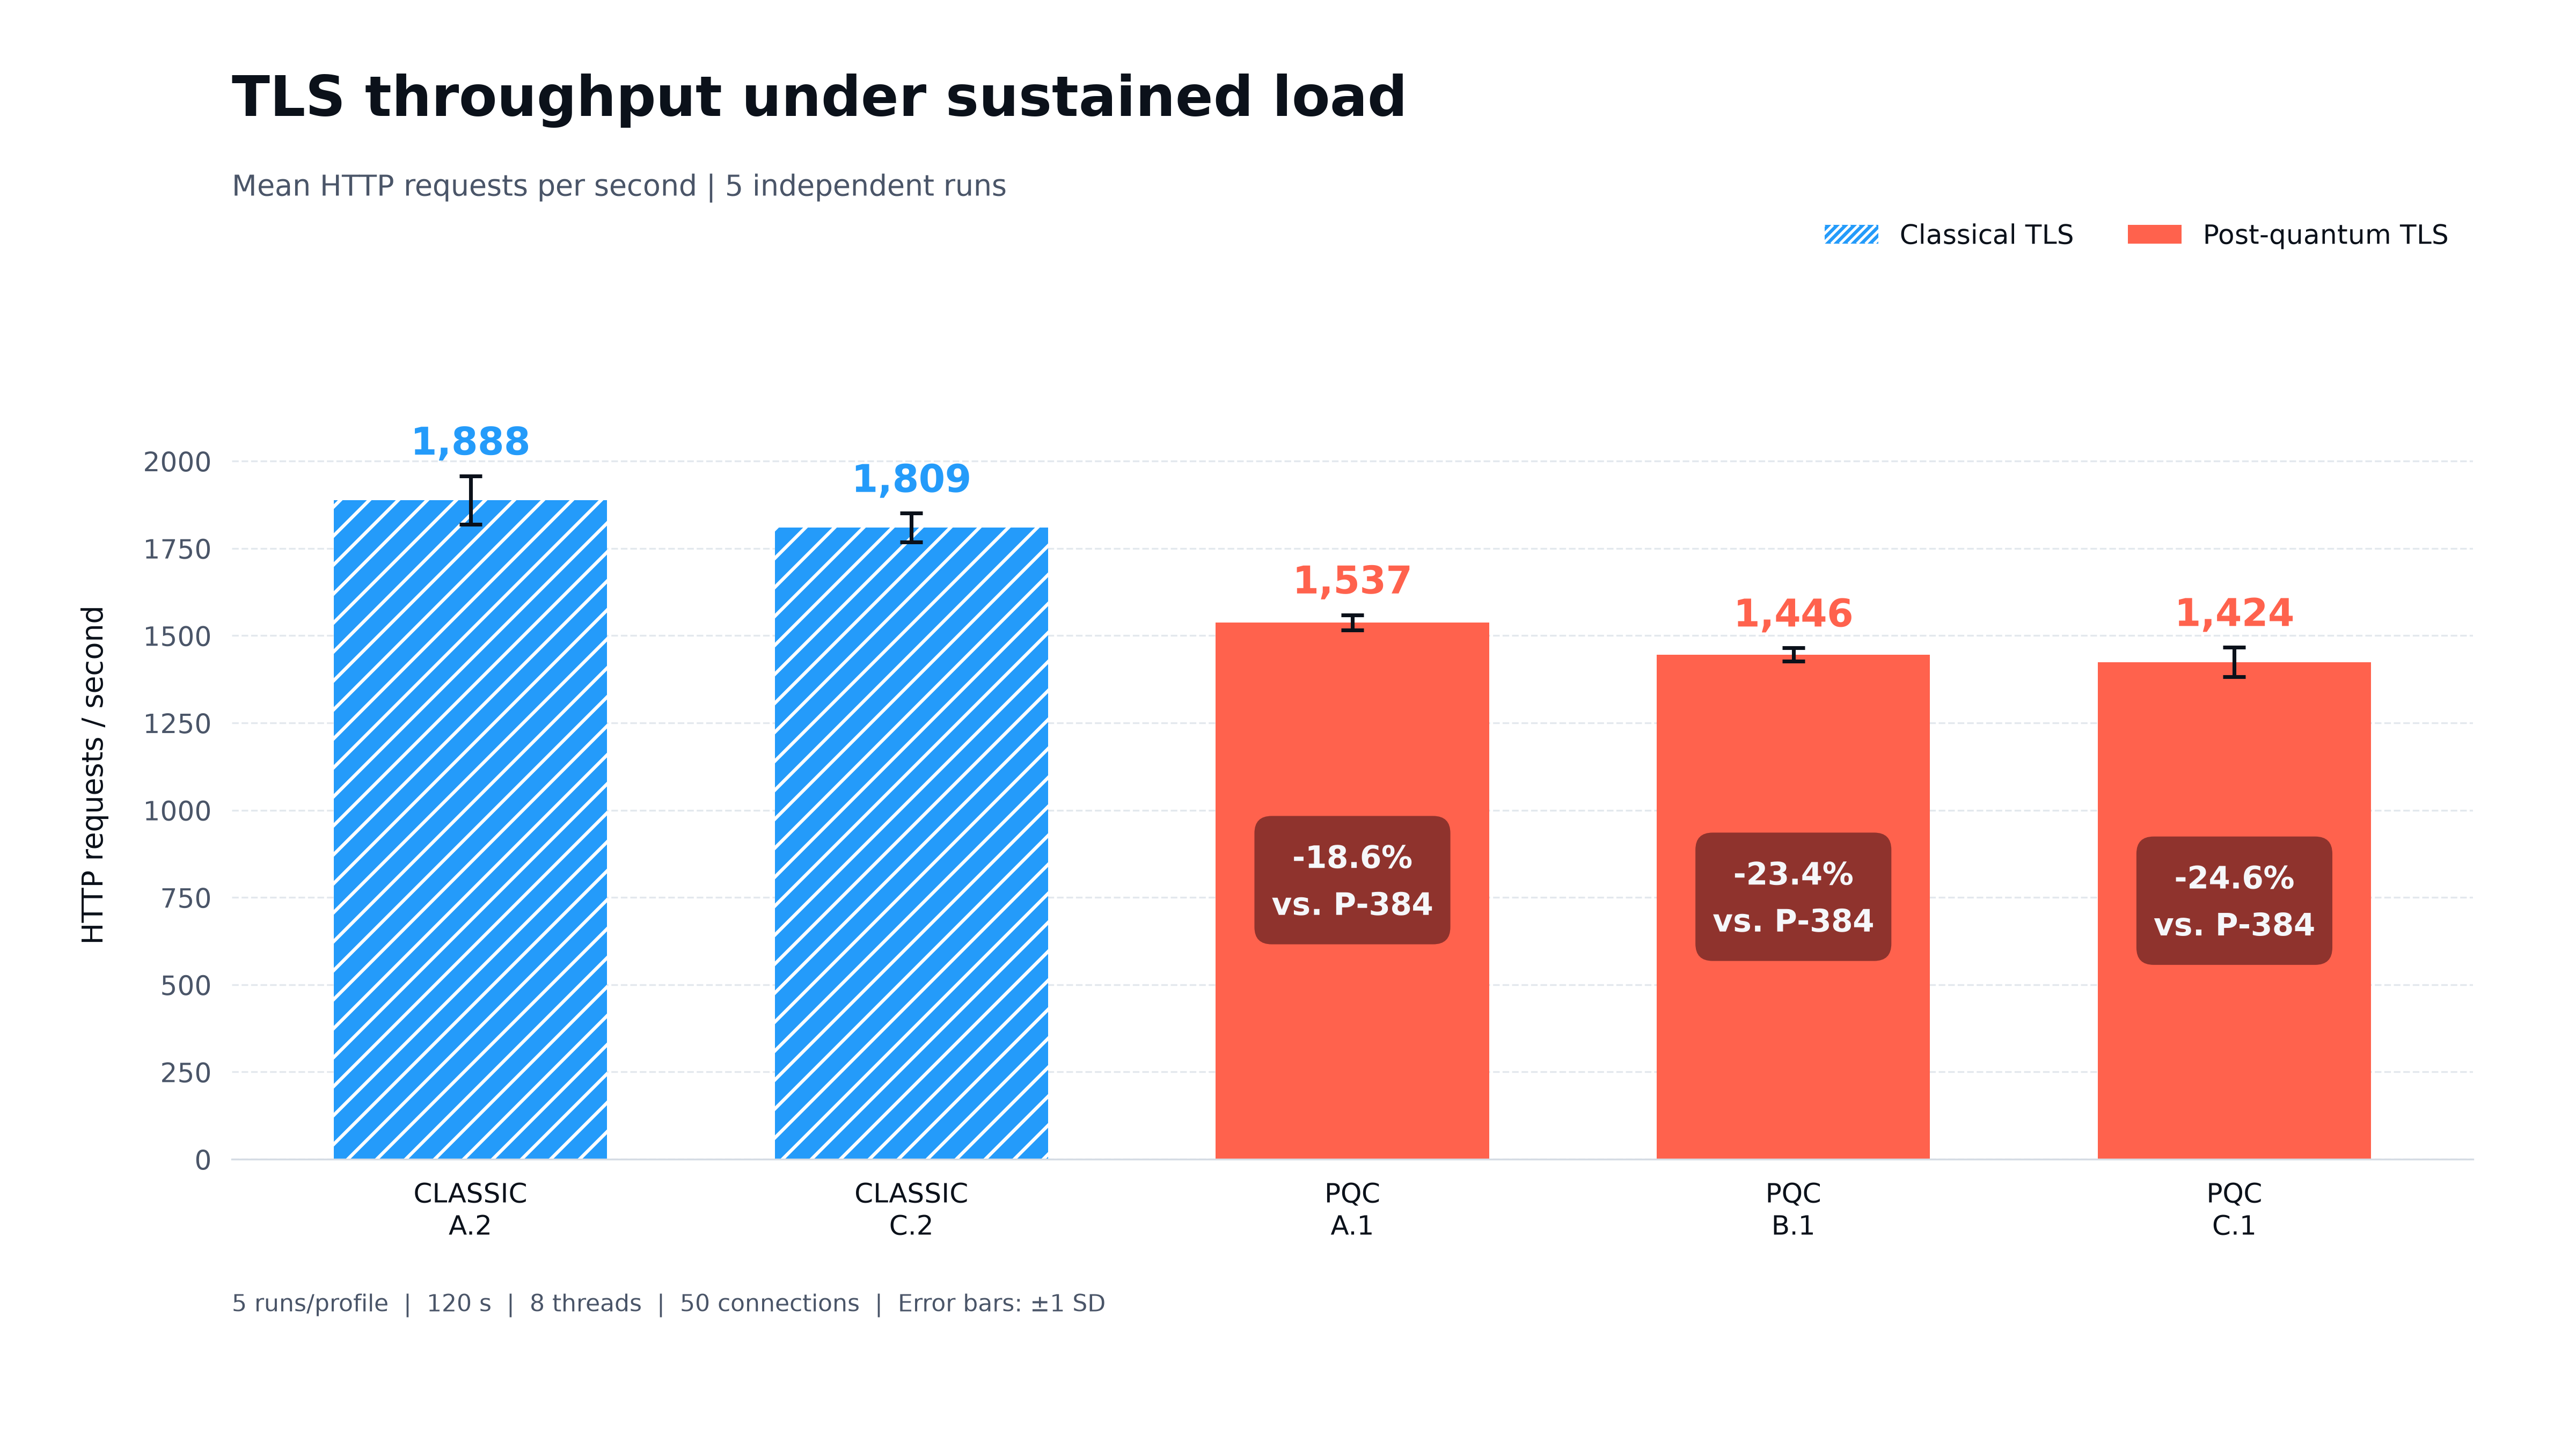 TLS throughput under sustained load
Mean HTTP requests per second | 5 independent runs
Classical TLS
Post-quantum TLS
HTTP requests / second
2000
1750
1500
1250
1000
750
500
250
0
1,888
1,809
1,537
1,446
1,424
-18.6%
vs. P-384
-23.4%
vs. P-384
-24.6%
vs. P-384
CLASSIC
A.2
CLASSIC
C.2
PQC
A.1
PQC
B.1
PQC
C.1
5 runs/profile | 120 s | 8 threads | 50 connections | Error bars: ±1 SD